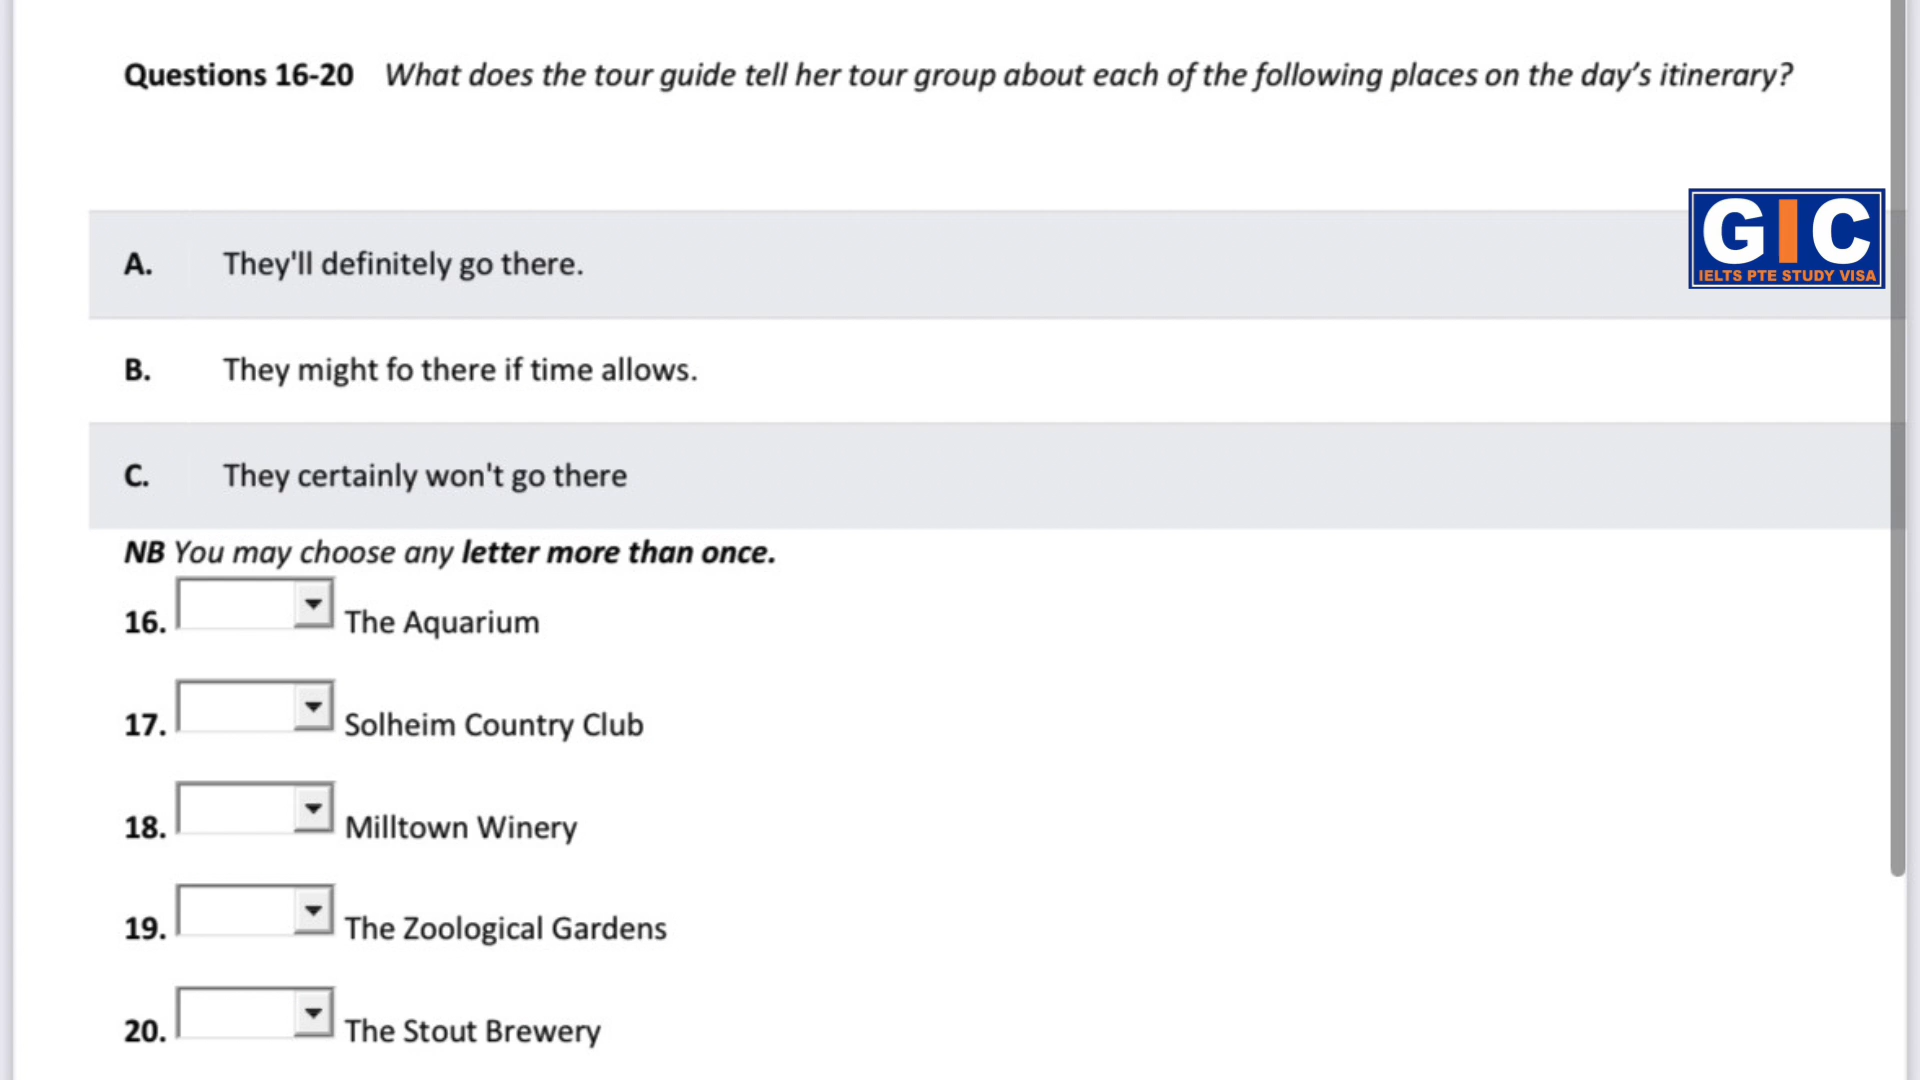 Questions 16-20 What does the tour guide tell her tour group about each of the following places on the day's itinerary?
GIC
IELTS PTE STUDY VISA
A. They'll definitely go there.
B. They might fo there if time allows.
C. They certainly won't go there
NB You may choose any letter more than once.
16. The Aquarium
17. Solheim Country Club
18. Milltown Winery
19. The Zoological Gardens
20. The Stout Brewery